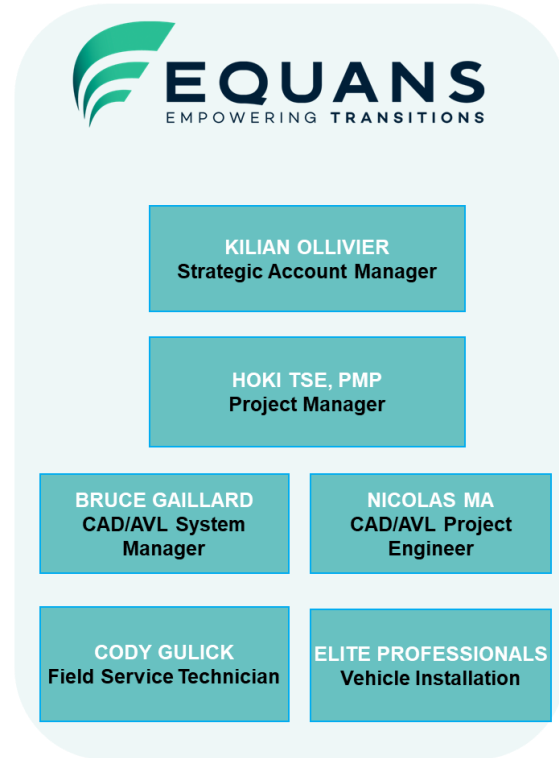 EQUANS
EMPOWERING TRANSITIONS
KILIAN OLLIVIER
Strategic Account Manager
HOKI TSE, PMP
Project Manager
BRUCE GAILLARD
CAD/AVL System
Manager
NICOLAS MA
CAD/AVL Project
Engineer
CODY GULICK
Field Service Technician
ELITE PROFESSIONALS
Vehicle Installation